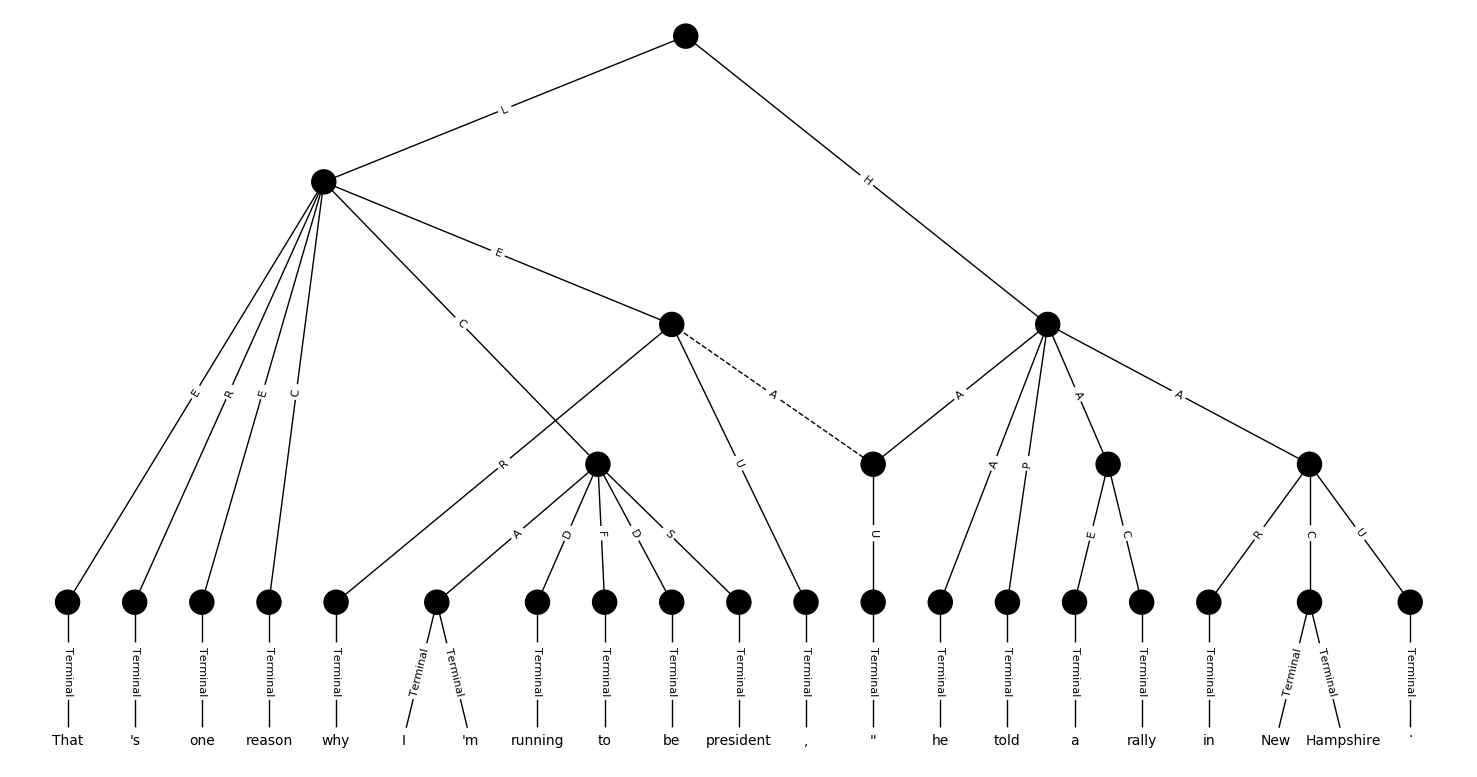 L
H
E
C
E
R
E
C
A
A
A
A
R
U
A
P
A
D
F
D
S
U
E
C
R
C
U
Terminal Terminal Terminal Terminal Terminal Terminal Terminal Terminal Terminal Terminal Terminal Terminal Terminal Terminal Terminal Terminal Terminal Terminal Terminal Terminal Terminal
That 's one reason why I 'm running to be president , " he told a rally in New Hampshire .